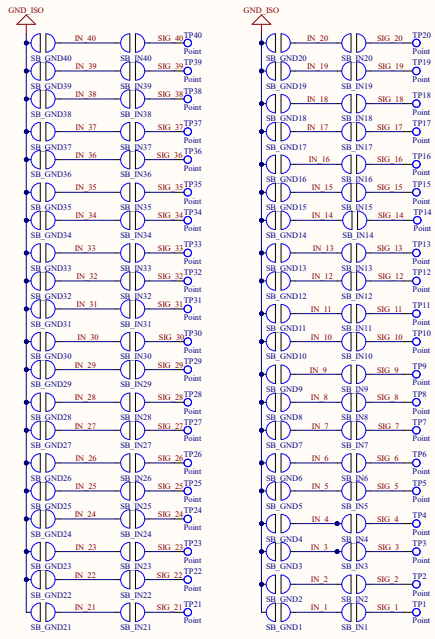 GND_ISO
IN_40 SIG_40 TP40
SB_GND40 SB_IN40 Point
IN_39 SIG_39 TP39
SB_GND39 SB_IN39 Point
IN_38 SIG_38 TP38
SB_GND38 SB_IN38 Point
IN_37 SIG_37 TP37
SB_GND37 SB_IN37 Point
IN_36 SIG_36 TP36
SB_GND36 SB_IN36 Point
IN_35 SIG_35 TP35
SB_GND35 SB_IN35 Point
IN_34 SIG_34 TP34
SB_GND34 SB_IN34 Point
IN_33 SIG_33 TP33
SB_GND33 SB_IN33 Point
IN_32 SIG_32 TP32
SB_GND32 SB_IN32 Point
IN_31 SIG_31 TP31
SB_GND31 SB_IN31 Point
IN_30 SIG_30 TP30
SB_GND30 SB_IN30 Point
IN_29 SIG_29 TP29
SB_GND29 SB_IN29 Point
IN_28 SIG_28 TP28
SB_GND28 SB_IN28 Point
IN_27 SIG_27 TP27
SB_GND27 SB_IN27 Point
IN_26 SIG_26 TP26
SB_GND26 SB_IN26 Point
IN_25 SIG_25 TP25
SB_GND25 SB_IN25 Point
IN_24 SIG_24 TP24
SB_GND24 SB_IN24 Point
IN_23 SIG_23 TP23
SB_GND23 SB_IN23 Point
IN_22 SIG_22 TP22
SB_GND22 SB_IN22 Point
IN_21 SIG_21 TP21
SB_GND21 SB_IN21 Point
GND_ISO
IN_20 SIG_20 TP20
SB_GND20 SB_IN20 Point
IN_19 SIG_19 TP19
SB_GND19 SB_IN19 Point
IN_18 SIG_18 TP18
SB_GND18 SB_IN18 Point
IN_17 SIG_17 TP17
SB_GND17 SB_IN17 Point
IN_16 SIG_16 TP16
SB_GND16 SB_IN16 Point
IN_15 SIG_15 TP15
SB_GND15 SB_IN15 Point
IN_14 SIG_14 TP14
SB_GND14 SB_IN14 Point
IN_13 SIG_13 TP13
SB_GND13 SB_IN13 Point
IN_12 SIG_12 TP12
SB_GND12 SB_IN12 Point
IN_11 SIG_11 TP11
SB_GND11 SB_IN11 Point
IN_10 SIG_10 TP10
SB_GND10 SB_IN10 Point
IN_9 SIG_9 TP9
SB_GND9 SB_IN9 Point
IN_8 SIG_8 TP8
SB_GND8 SB_IN8 Point
IN_7 SIG_7 TP7
SB_GND7 SB_IN7 Point
IN_6 SIG_6 TP6
SB_GND6 SB_IN6 Point
IN_5 SIG_5 TP5
SB_GND5 SB_IN5 Point
IN_4 SIG_4 TP4
SB_GND4 SB_IN4 Point
IN_3 SIG_3 TP3
SB_GND3 SB_IN3 Point
IN_2 SIG_2 TP2
SB_GND2 SB_IN2 Point
IN_1 SIG_1 TP1
SB_GND1 SB_IN1 Point